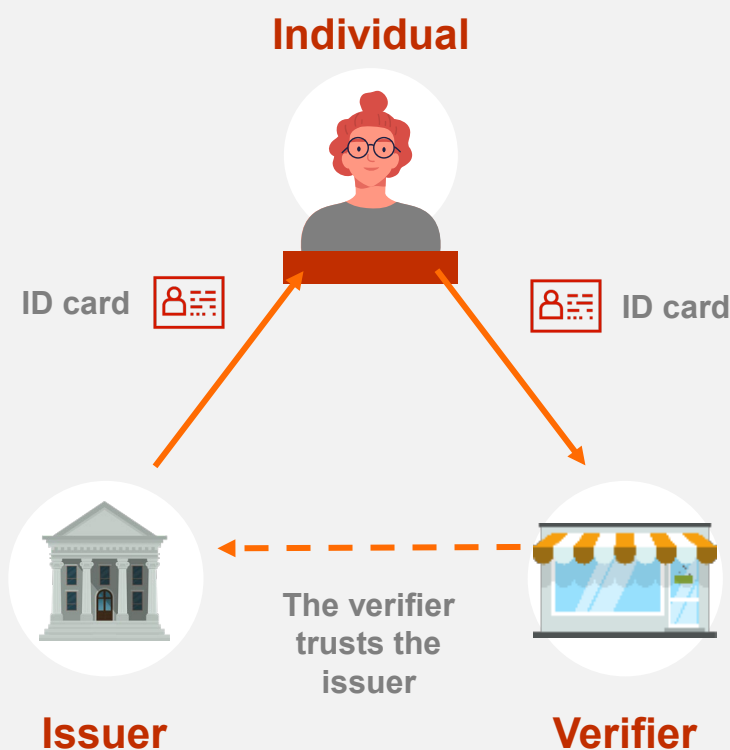 Individual
ID card
ID card
The verifier
trusts the
issuer
Issuer
Verifier